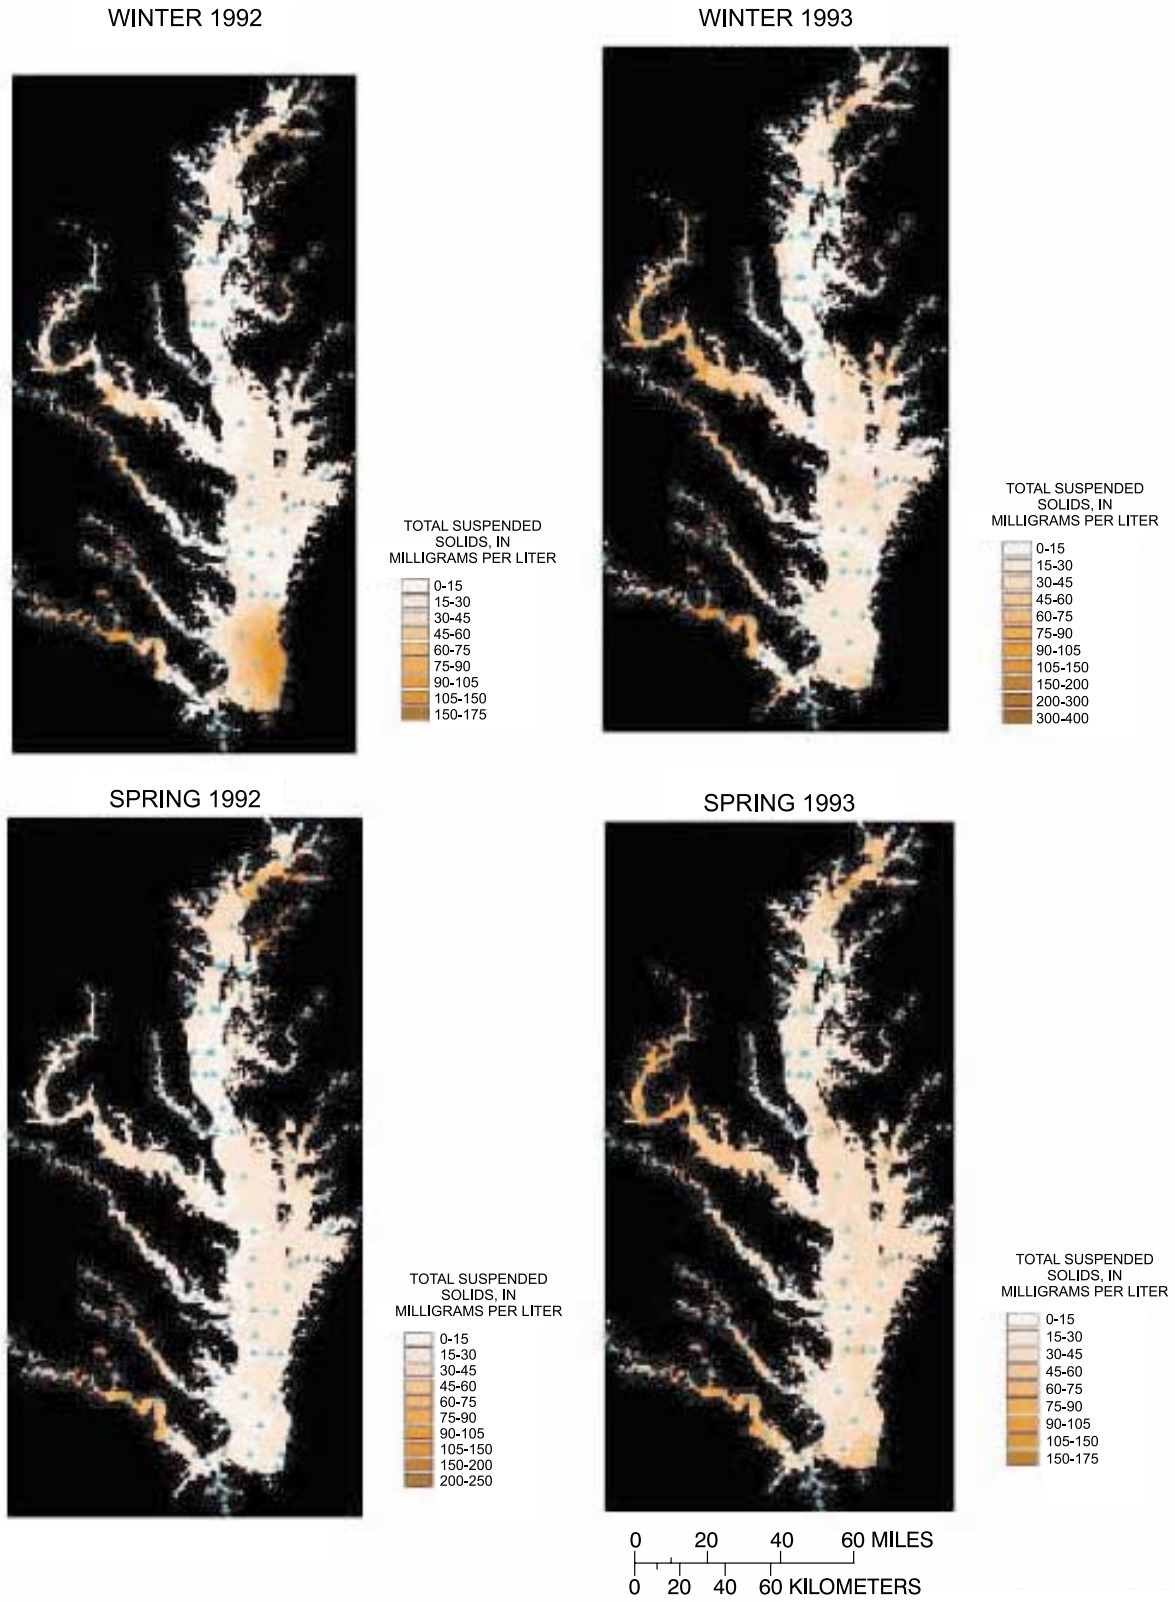 WINTER 1992
WINTER 1993
TOTAL SUSPENDED
SOLIDS, IN
MILLIGRAMS PER LITER
0-15
15-30
30-45
45-60
60-75
75-90
90-105
105-150
150-175
TOTAL SUSPENDED
SOLIDS, IN
MILLIGRAMS PER LITER
0-15
15-30
30-45
45-60
60-75
75-90
90-105
105-150
150-200
200-300
300-400
SPRING 1992
SPRING 1993
TOTAL SUSPENDED
SOLIDS, IN
MILLIGRAMS PER LITER
0-15
15-30
30-45
45-60
60-75
75-90
90-105
105-150
150-200
200-250
TOTAL SUSPENDED
SOLIDS, IN
MILLIGRAMS PER LITER
0-15
15-30
30-45
45-60
60-75
75-90
90-105
105-150
150-175
0 20 40 60 MILES
0 20 40 60 KILOMETERS